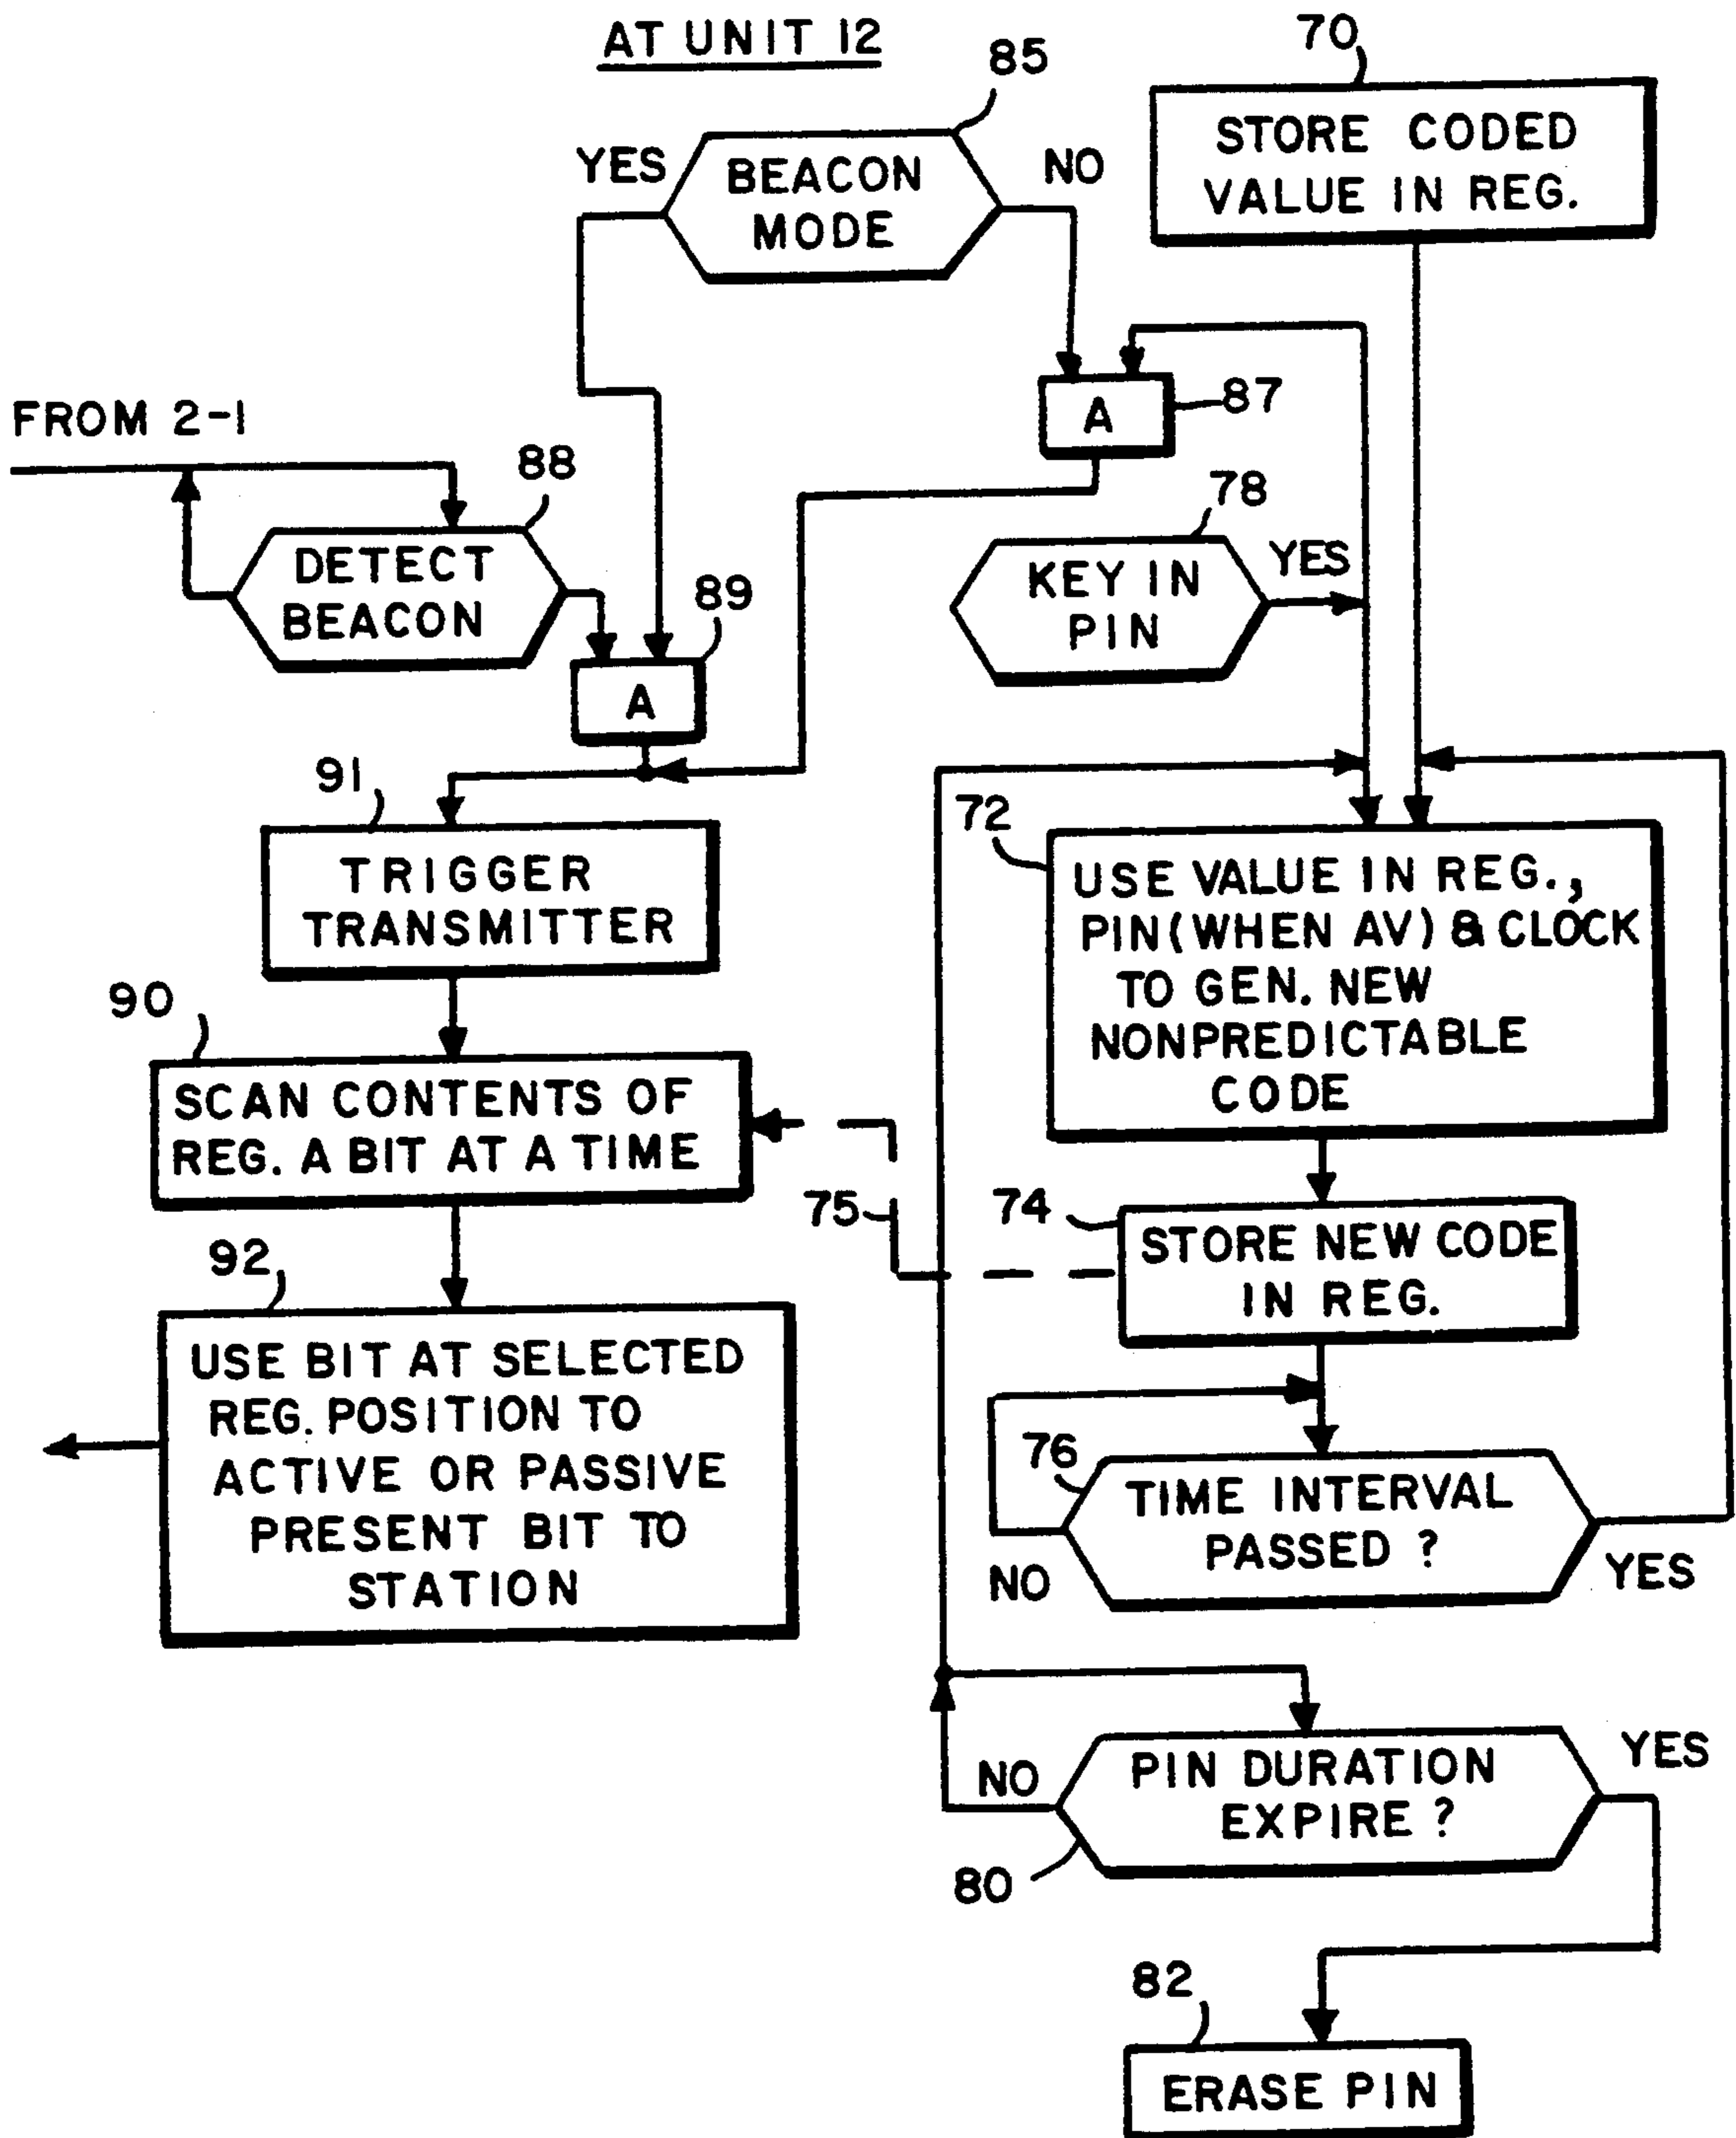 AT UNIT 12
85
70
YES
BEACON
MODE
NO
STORE CODED
VALUE IN REG.
FROM 2-1
88
A
87
DETECT
BEACON
89
A
78
KEY IN
PIN
YES
91
TRIGGER
TRANSMITTER
72
USE VALUE IN REG.,
PIN(WHEN AV) & CLOCK
TO GEN. NEW
NONPREDICTABLE
CODE
90
SCAN CONTENTS OF
REG. A BIT AT A TIME
75
74
STORE NEW CODE
IN REG.
92
USE BIT AT SELECTED
REG. POSITION TO
ACTIVE OR PASSIVE
PRESENT BIT TO
STATION
76
TIME INTERVAL
PASSED ?
NO
YES
NO
PIN DURATION
EXPIRE ?
YES
80
82
ERASE PIN